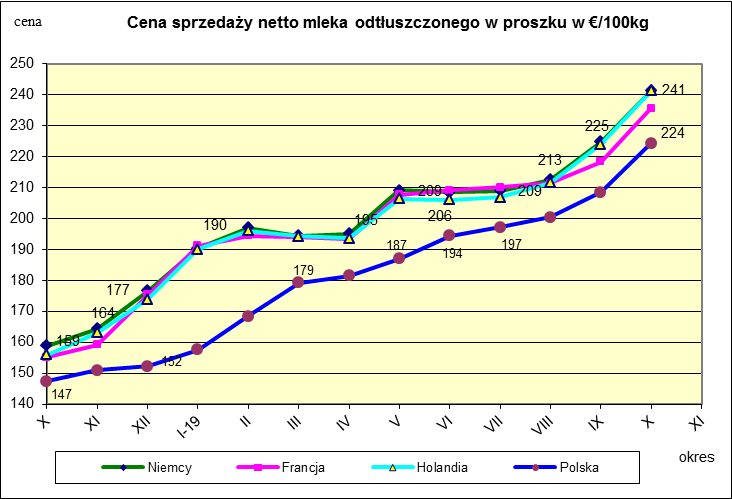 cena
Cena sprzedaży netto mleka odtłuszczonego w proszku w €/100kg
250
240
241
230
225
224
220
213
210
209
209
206
200
195
190
197
194
190
187
180
179
177
170
164
160
159
152
150
147
140
X
XI
XII
I-19
II
III
IV
V
VI
VII
VIII
IX
X
XI
okres
Niemcy Francja Holandia Polska